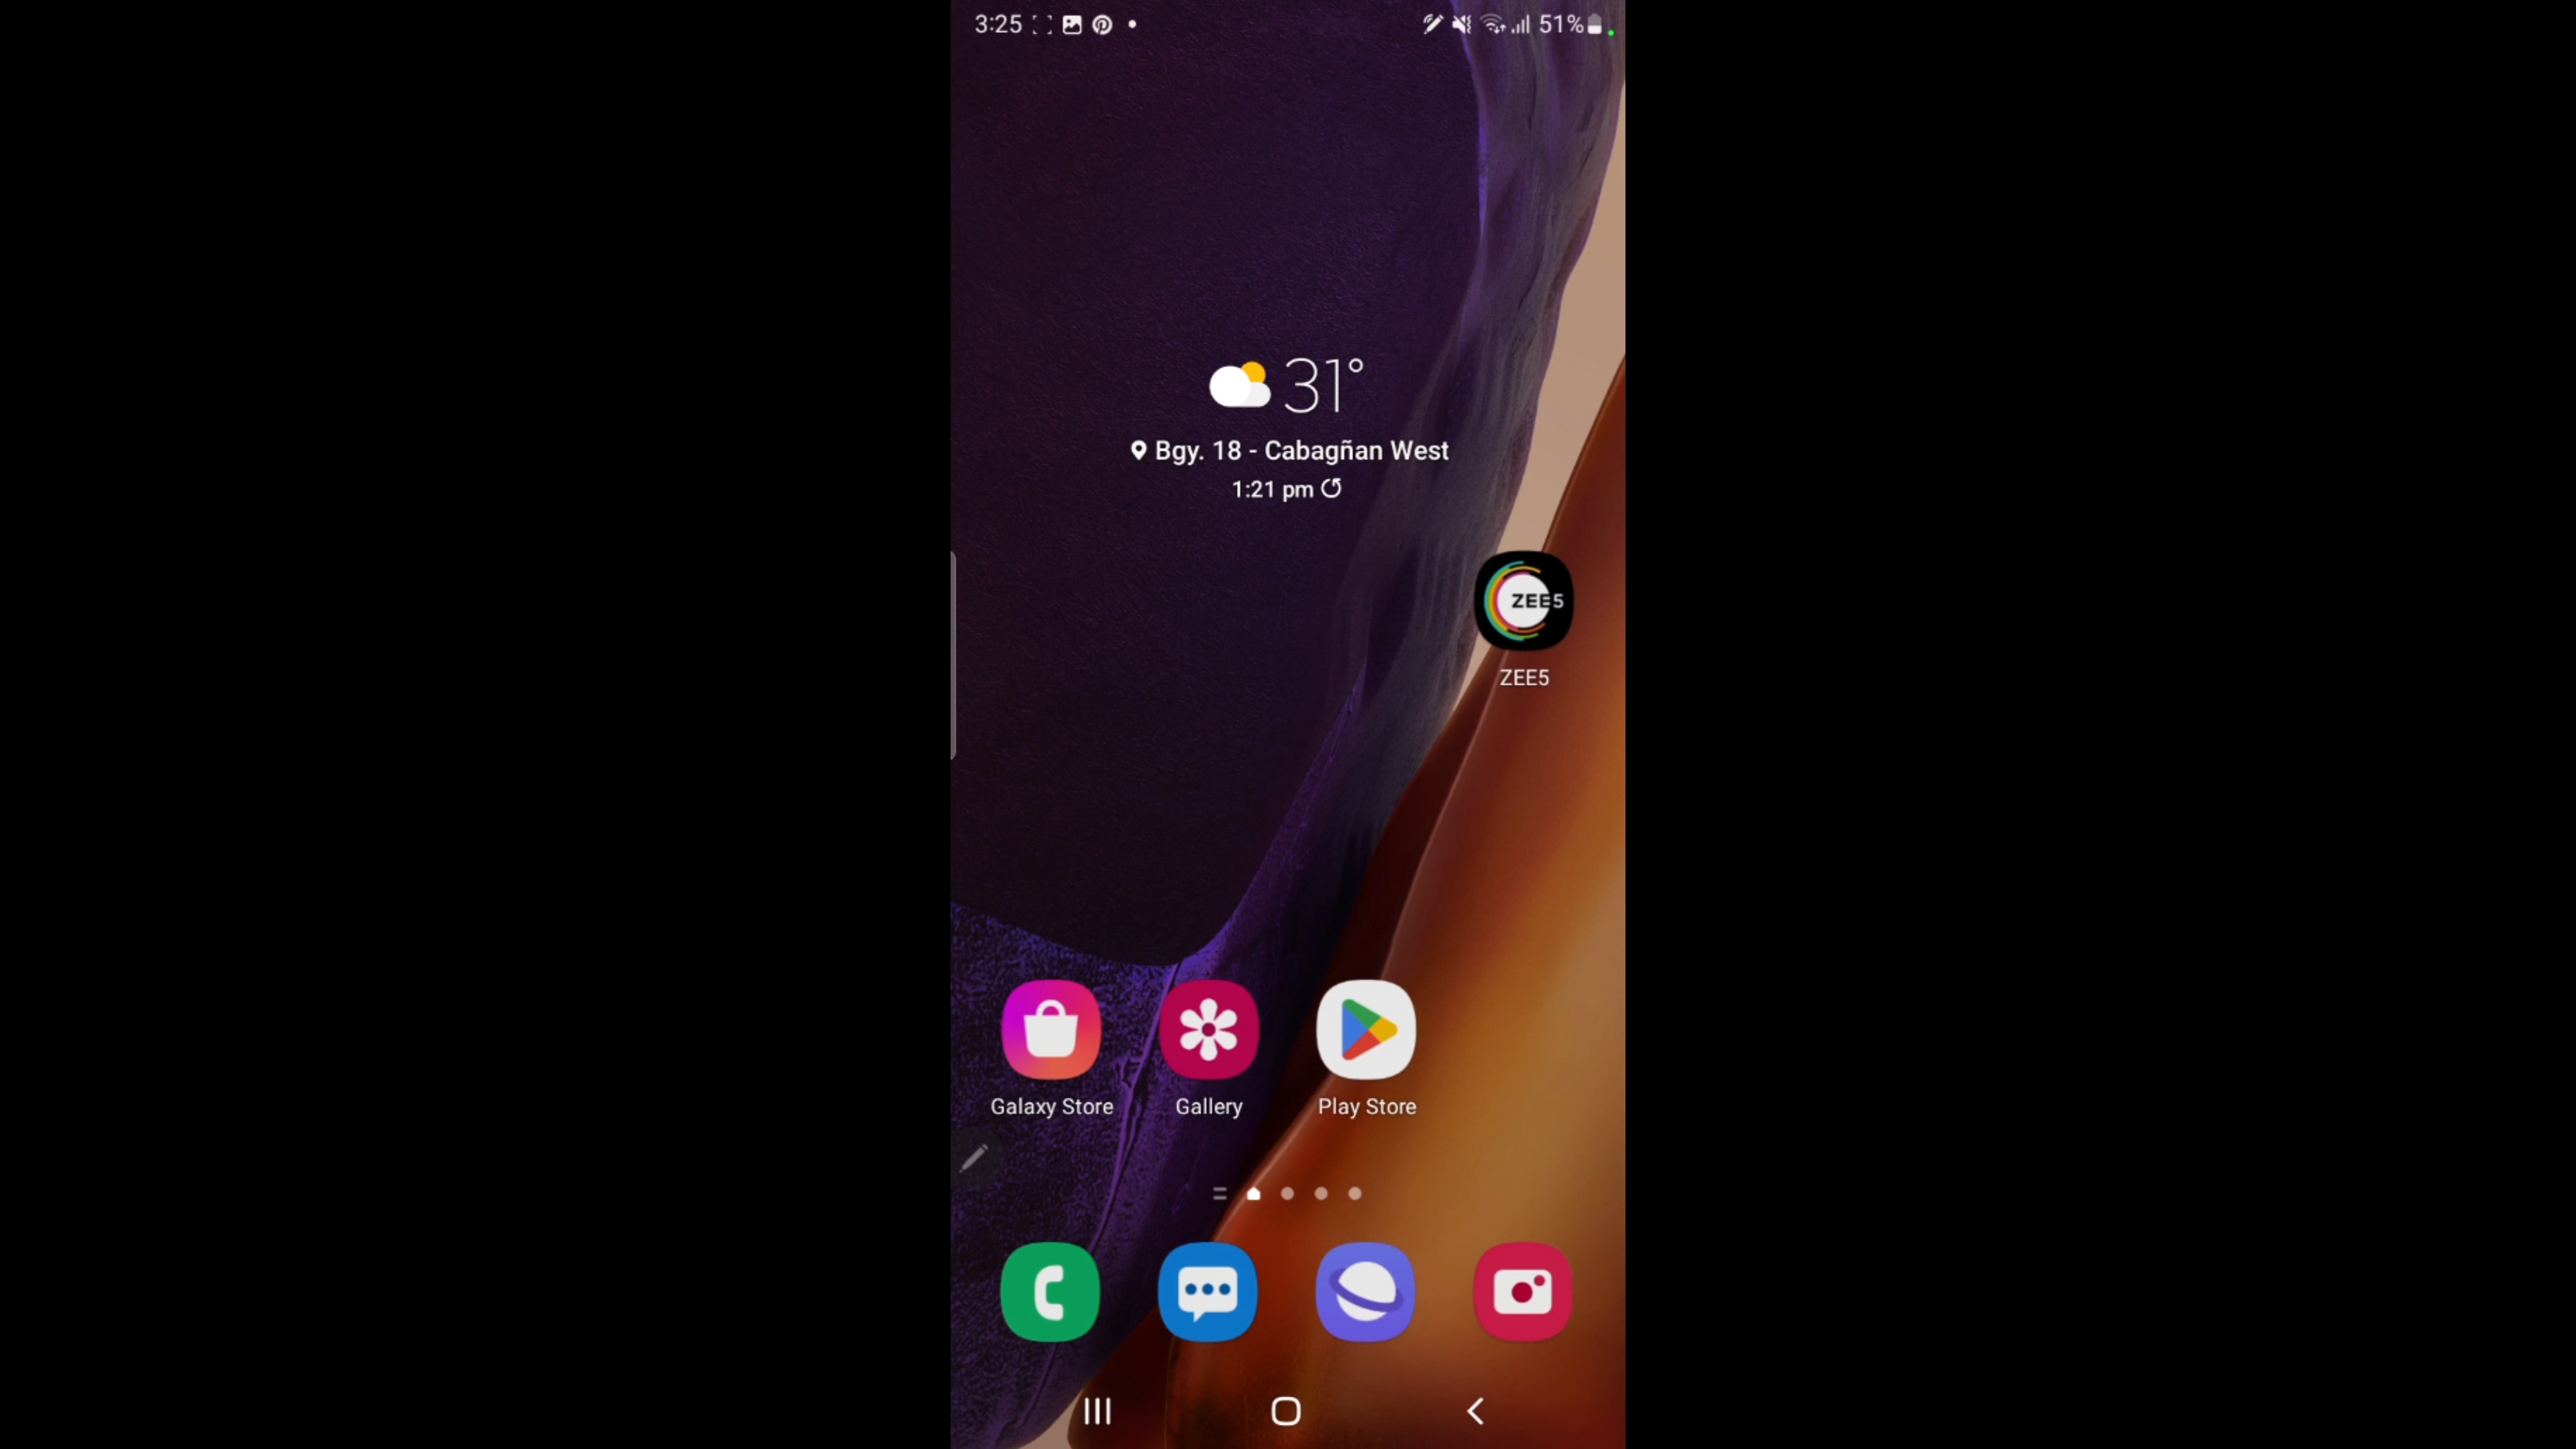 3:25
51%
31°
Bgy. 18 - Cabagñan West
1:21 pm
ZEE5
ZEE5
Galaxy Store
Gallery
Play Store